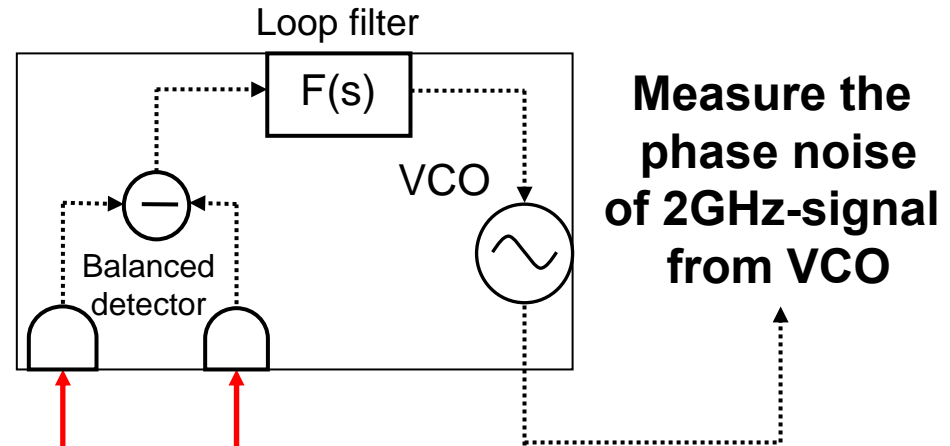 Loop filter
F(s)
Measure the
phase noise
of 2GHz-signal
from VCO
VCO
Balanced
detector